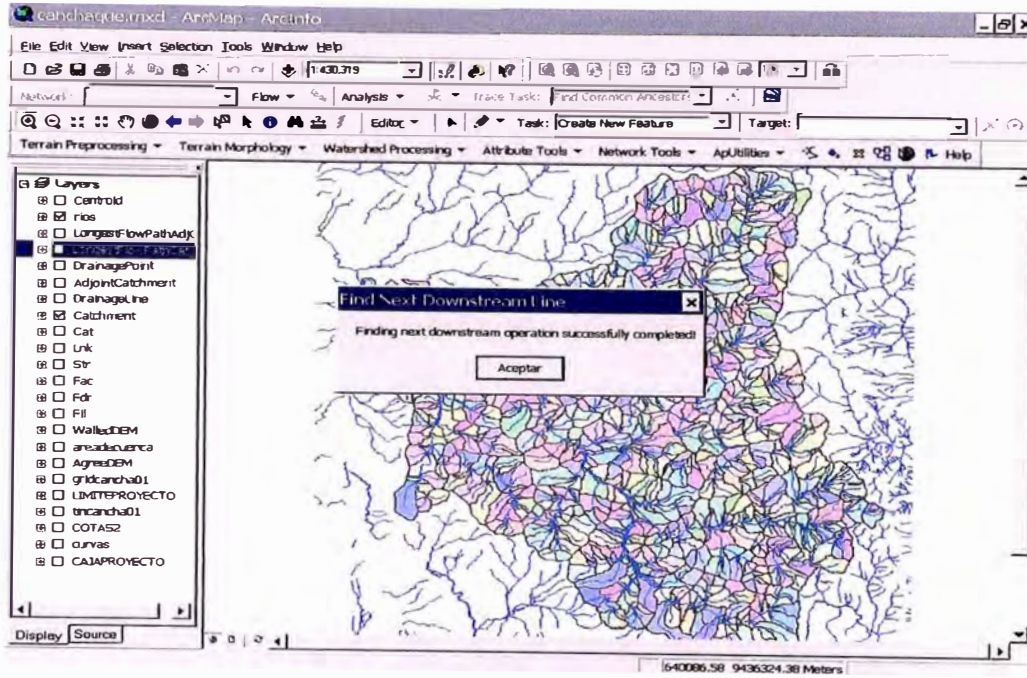 canchaque.mxd - ArcMap - ArcInfo
File Edit View Insert Selection Tools Window Help
1:430.319
Network: Flow Analysis Trace Task: Find Common Ancestors
Editor Task: Create New Feature Target:
Terrain Preprocessing Terrain Morphology Watershed Processing Attribute Tools Network Tools ApUtilities Help
Layers
Centroid
rios
LongestFlowPathAdjC
DrainagePoint
AdjointCatchment
DrainageLine
Catchment
Cat
Lnk
Str
Fac
Fdr
Fil
WalledDEM
areadecuenca
AgreeDEM
gridcancha01
LIMITEPROYECTO
tincancha01
COTA52
curvas
CAJAPROYECTO
Find Next Downstream Line
Finding next downstream operation successfully completed!
Aceptar
Display Source
640086.58 9436324.38 Meters